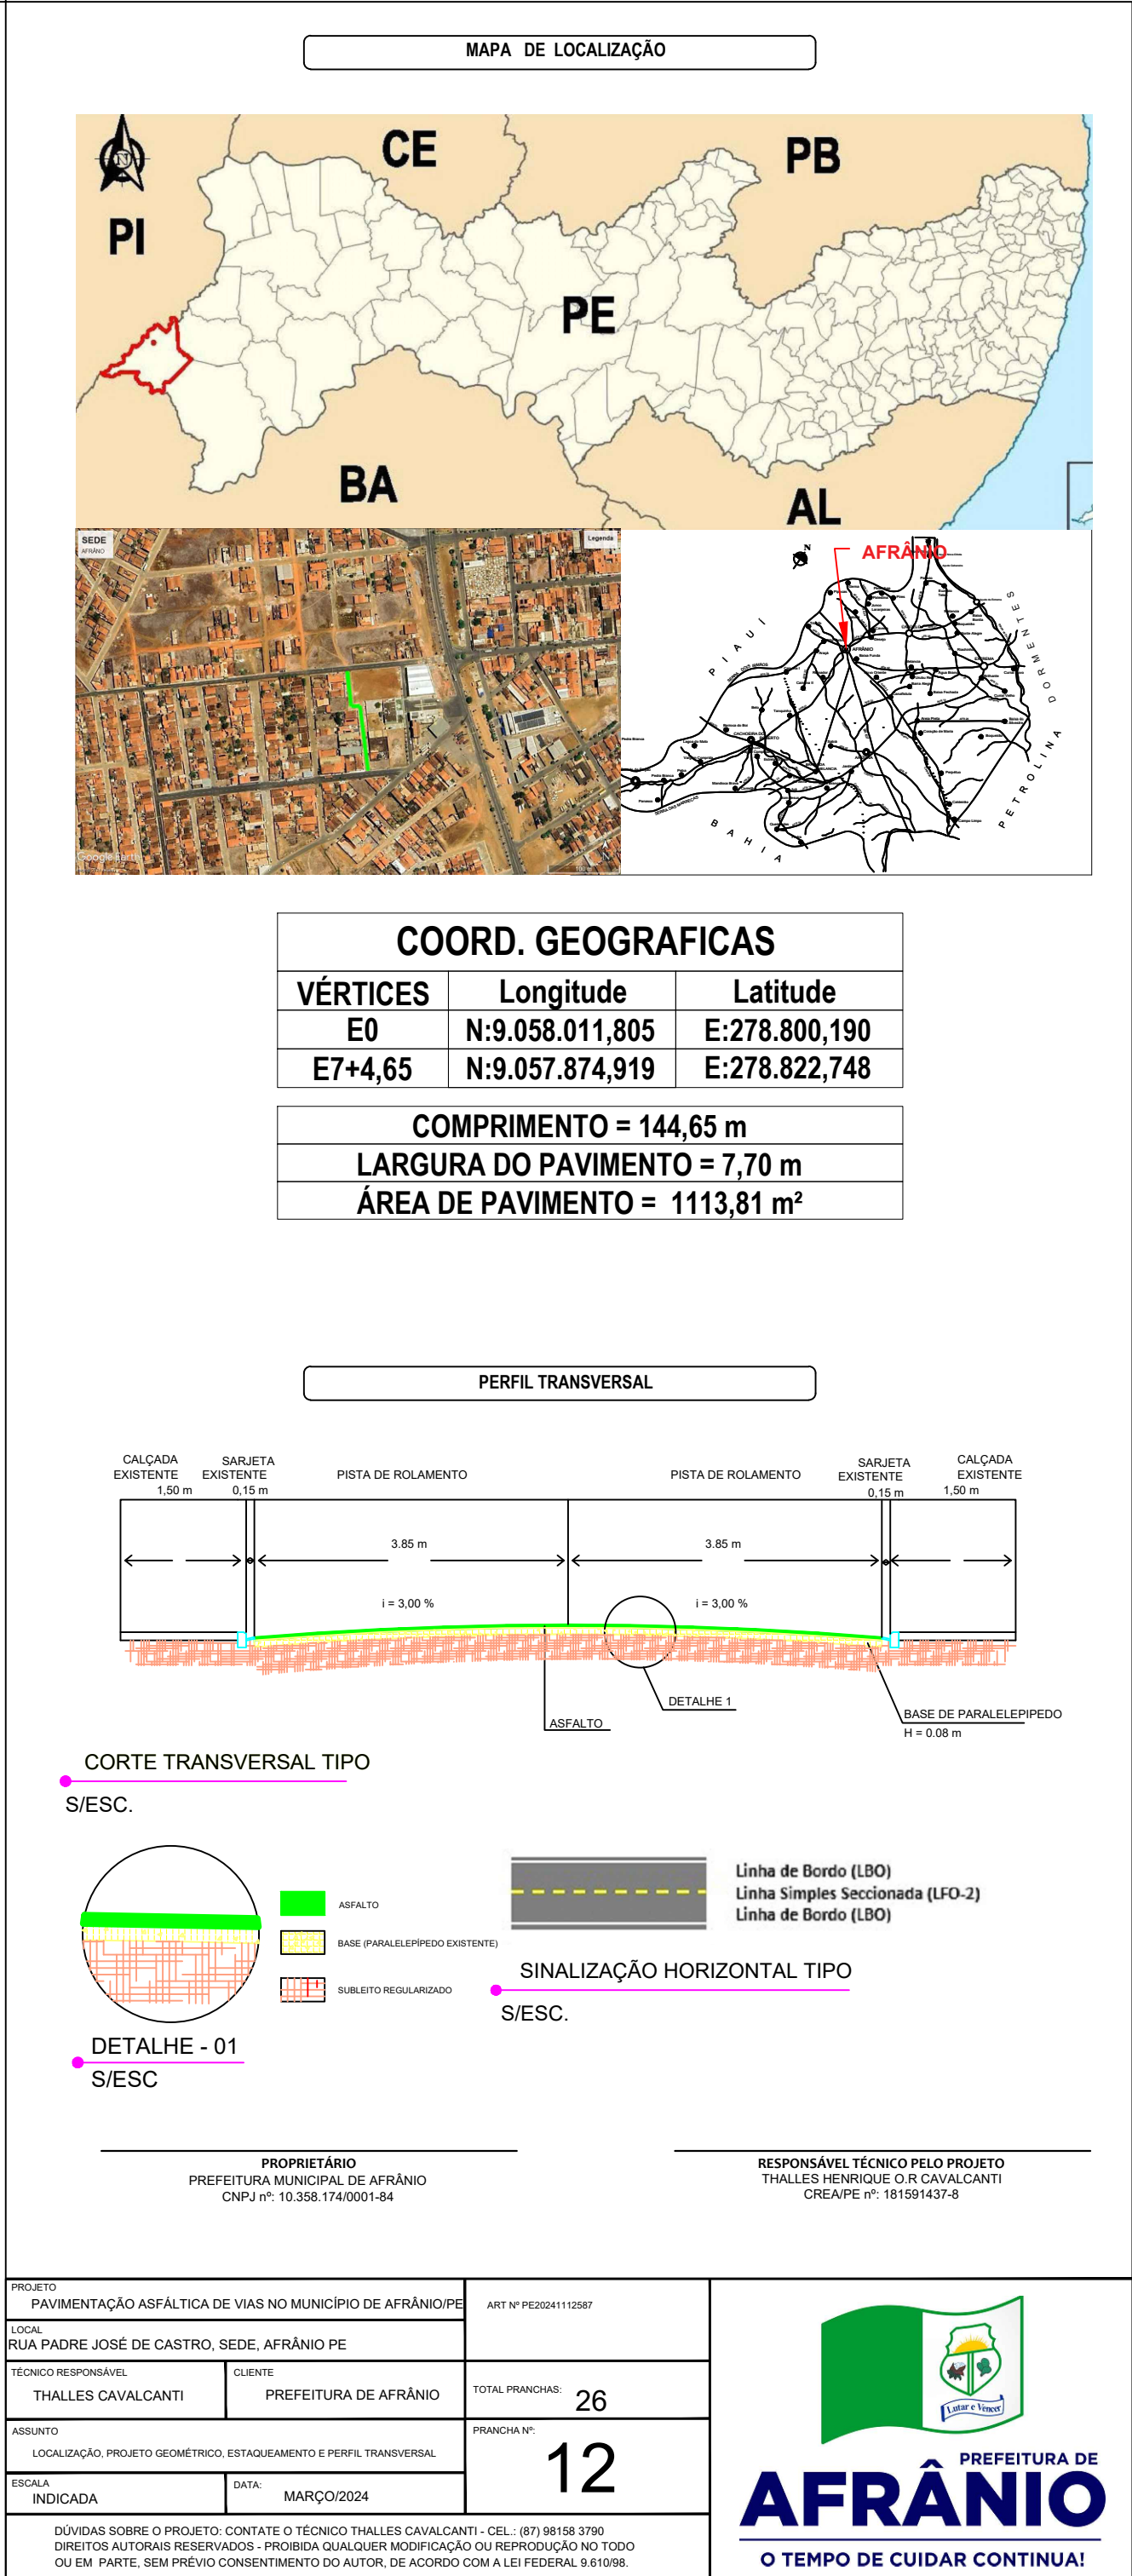 MAPA DE LOCALIZAÇÃO
CE
PB
PI
PE
BA
AL
SEDE
AFRÂNIO
Legenda
Google Earth
N
AFRÂNIO
PIAUÍ
DORMENTES
PETROLINA
BAHIA
AFRÂNIO
COORD. GEOGRAFICAS
VÉRTICES Longitude Latitude
E0 N:9.058.011,805 E:278.800,190
E7+4,65 N:9.057.874,919 E:278.822,748
COMPRIMENTO = 144,65 m
LARGURA DO PAVIMENTO = 7,70 m
ÁREA DE PAVIMENTO = 1113,81 m²
PERFIL TRANSVERSAL
CALÇADA EXISTENTE 1,50 m
SARJETA EXISTENTE 0,15 m
PISTA DE ROLAMENTO
PISTA DE ROLAMENTO
SARJETA EXISTENTE 0,15 m
CALÇADA EXISTENTE 1,50 m
3.85 m
3.85 m
i = 3,00 %
i = 3,00 %
DETALHE 1
ASFALTO
BASE DE PARALELEPIPEDO
H = 0.08 m
CORTE TRANSVERSAL TIPO
S/ESC.
ASFALTO
BASE (PARALELEPÍPEDO EXISTENTE)
SUBLEITO REGULARIZADO
DETALHE - 01
S/ESC
Linha de Bordo (LBO)
Linha Simples Seccionada (LFO-2)
Linha de Bordo (LBO)
SINALIZAÇÃO HORIZONTAL TIPO
S/ESC.
PROPRIETÁRIO
PREFEITURA MUNICIPAL DE AFRÂNIO
CNPJ nº: 10.358.174/0001-84
RESPONSÁVEL TÉCNICO PELO PROJETO
THALLES HENRIQUE O.R CAVALCANTI
CREA/PE nº: 181591437-8
PROJETO
PAVIMENTAÇÃO ASFÁLTICA DE VIAS NO MUNICÍPIO DE AFRÂNIO/PE
ART Nº PE20241112587
LOCAL
RUA PADRE JOSÉ DE CASTRO, SEDE, AFRÂNIO PE
TÉCNICO RESPONSÁVEL
THALLES CAVALCANTI
CLIENTE
PREFEITURA DE AFRÂNIO
TOTAL PRANCHAS: 26
ASSUNTO
LOCALIZAÇÃO, PROJETO GEOMÉTRICO, ESTAQUEAMENTO E PERFIL TRANSVERSAL
PRANCHA Nº:
12
ESCALA
INDICADA
DATA:
MARÇO/2024
DÚVIDAS SOBRE O PROJETO: CONTATE O TÉCNICO THALLES CAVALCANTI - CEL.: (87) 98158 3790
DIREITOS AUTORAIS RESERVADOS - PROIBIDA QUALQUER MODIFICAÇÃO OU REPRODUÇÃO NO TODO
OU EM PARTE, SEM PRÉVIO CONSENTIMENTO DO AUTOR, DE ACORDO COM A LEI FEDERAL 9.610/98.
Lutar e Vencer
PREFEITURA DE
AFRÂNIO
O TEMPO DE CUIDAR CONTINUA!